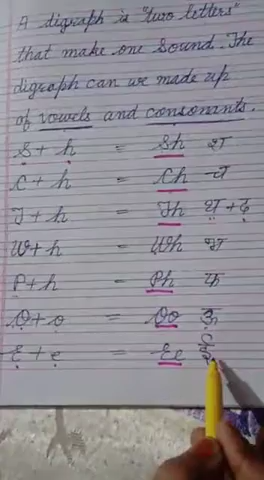 A digraph is "two letters"
that make one sound. The
digraph can we made up
of vowels and consonants.
S + h = Sh श
C + h = Ch च
T + h = Th थ + द
W + h = Wh
P + h = Ph फ
O + o = Oo
E + e = Ee